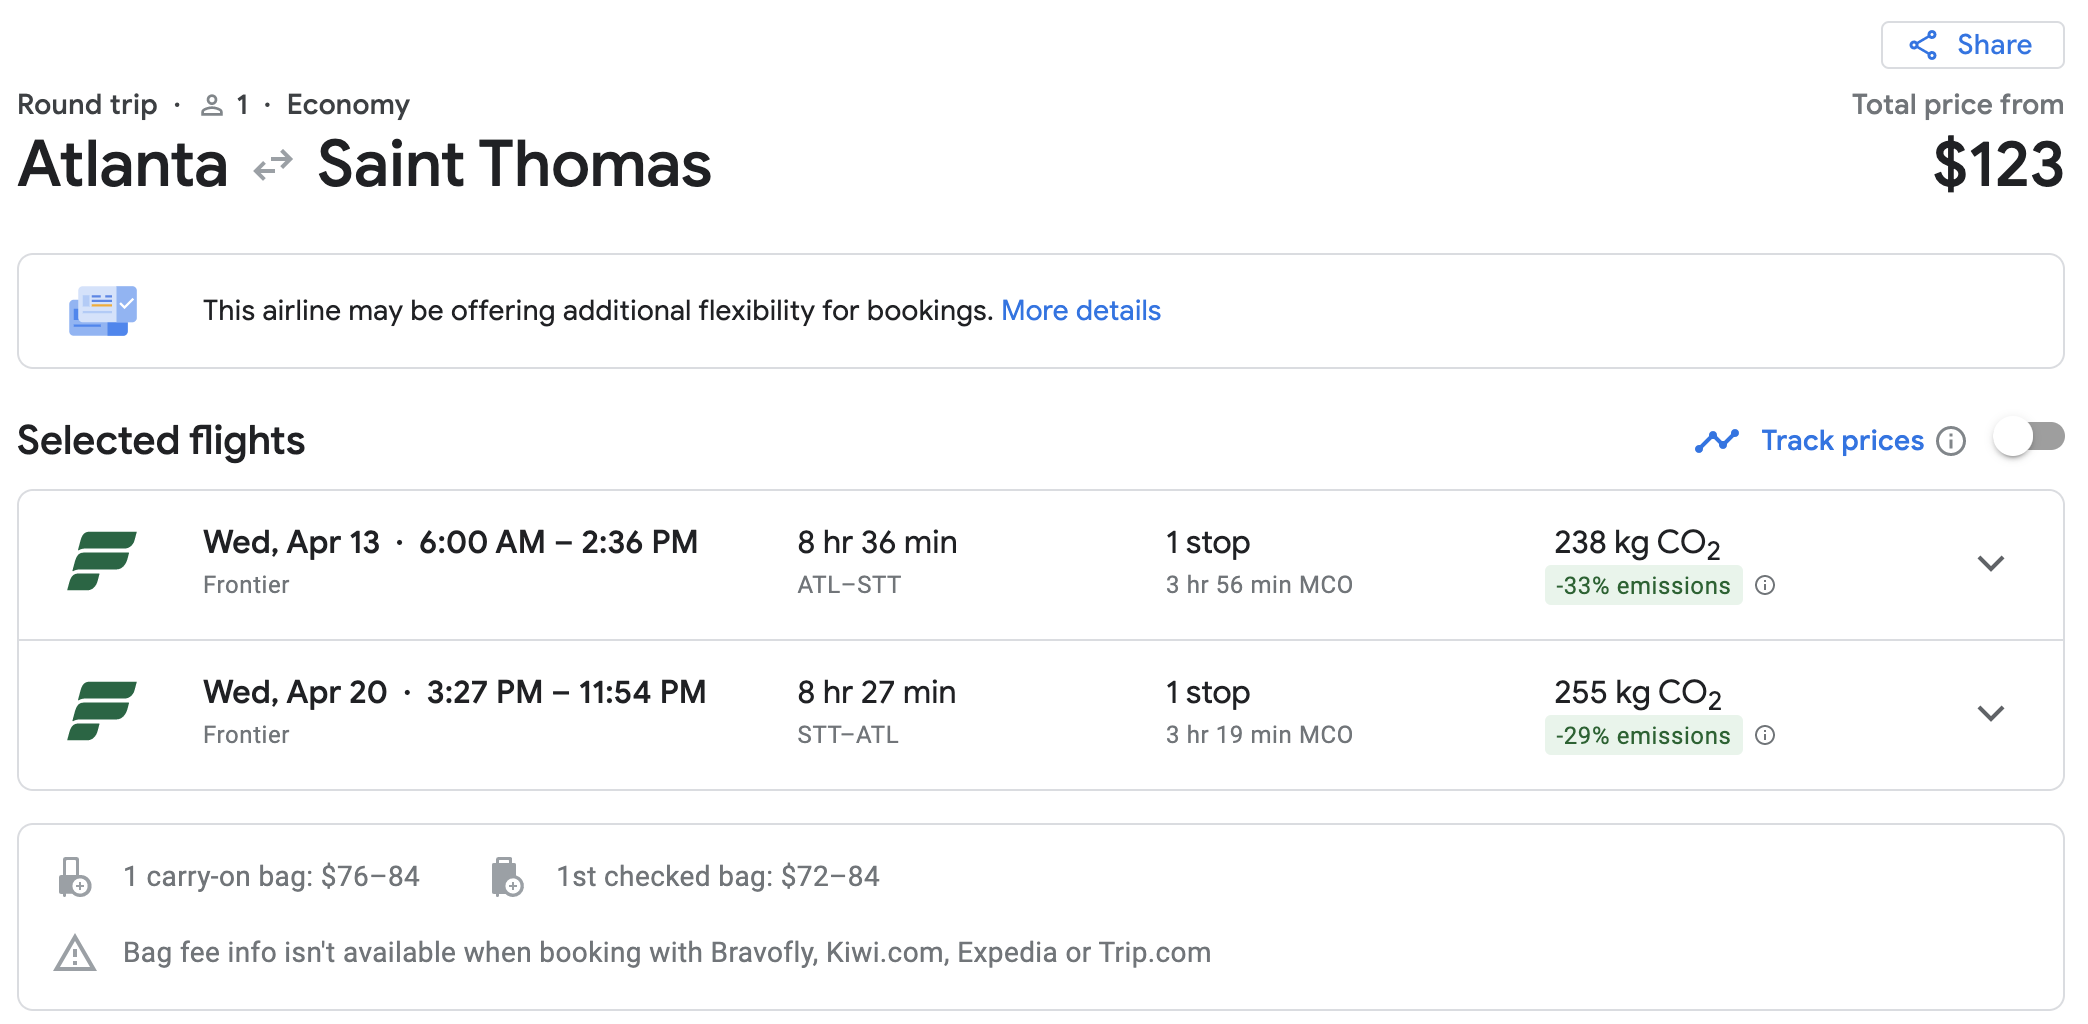 Share
Round trip · 1 · Economy
Total price from
Atlanta Saint Thomas
$123
This airline may be offering additional flexibility for bookings. More details
Selected flights
Track prices
Wed, Apr 13 · 6:00 AM – 2:36 PM
8 hr 36 min
1 stop
238 kg CO₂
Frontier
ATL–STT
3 hr 56 min MCO
-33% emissions
Wed, Apr 20 · 3:27 PM – 11:54 PM
8 hr 27 min
1 stop
255 kg CO₂
Frontier
STT–ATL
3 hr 19 min MCO
-29% emissions
1 carry-on bag: $76–84
1st checked bag: $72–84
Bag fee info isn't available when booking with Bravofly, Kiwi.com, Expedia or Trip.com